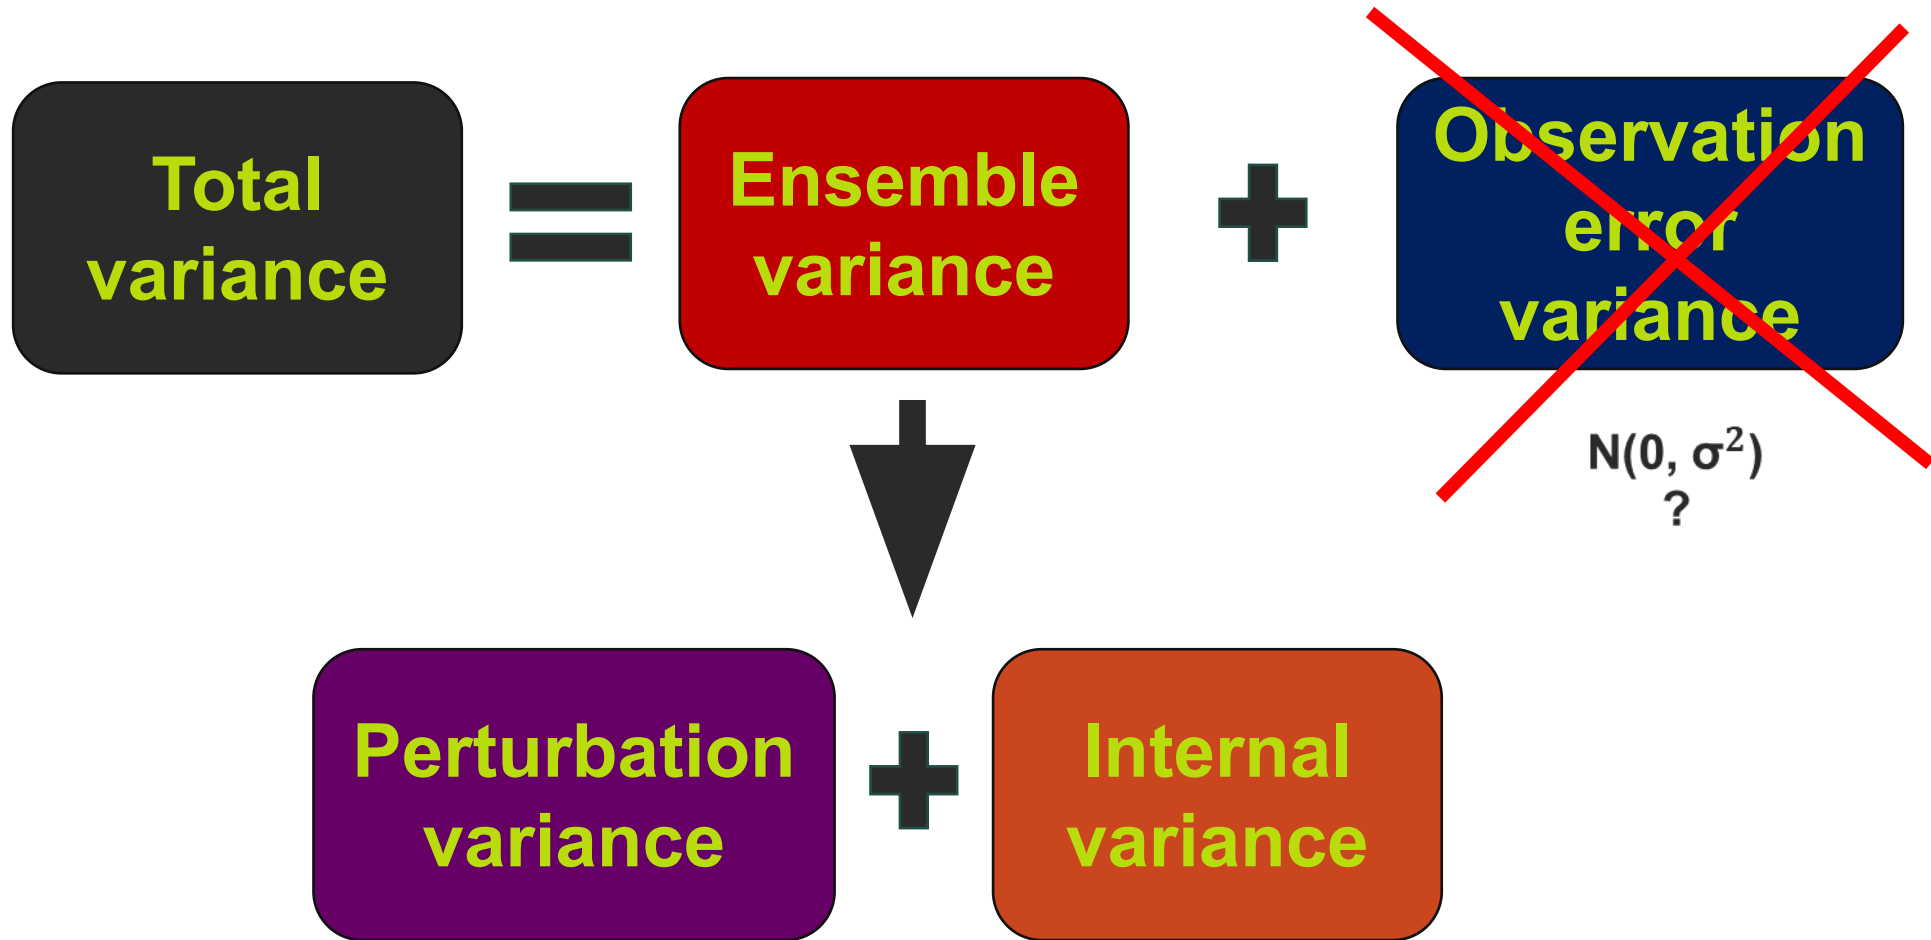 Total
variance
Ensemble
variance
Observation
error
variance
N(0, σ²)
?
Perturbation
variance
Internal
variance